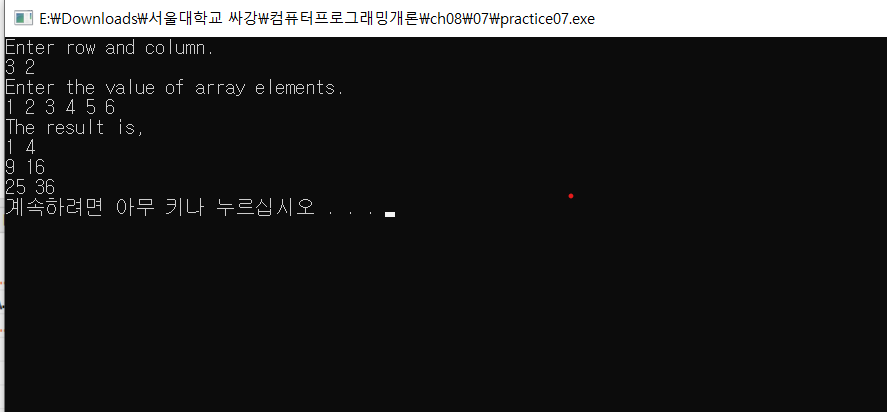 E:₩Downloads₩서울대학교 싸강₩컴퓨터프로그래밍개론₩ch08₩07₩practice07.exe
Enter row and column.
3 2
Enter the value of array elements.
1 2 3 4 5 6
The result is,
1 4
9 16
25 36
계속하려면 아무 키나 누르십시오 . . .